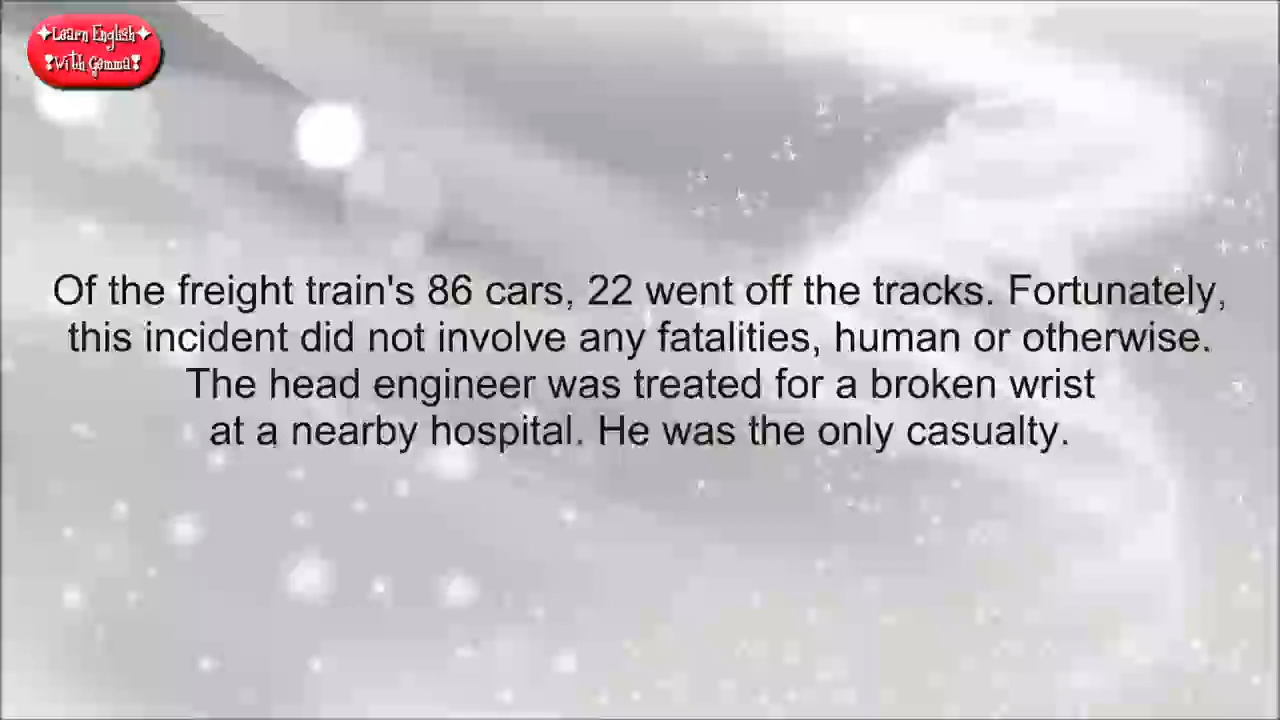 ✦Learn English✦
❣With Gemma❣
Of the freight train's 86 cars, 22 went off the tracks. Fortunately,
this incident did not involve any fatalities, human or otherwise.
The head engineer was treated for a broken wrist
at a nearby hospital. He was the only casualty.